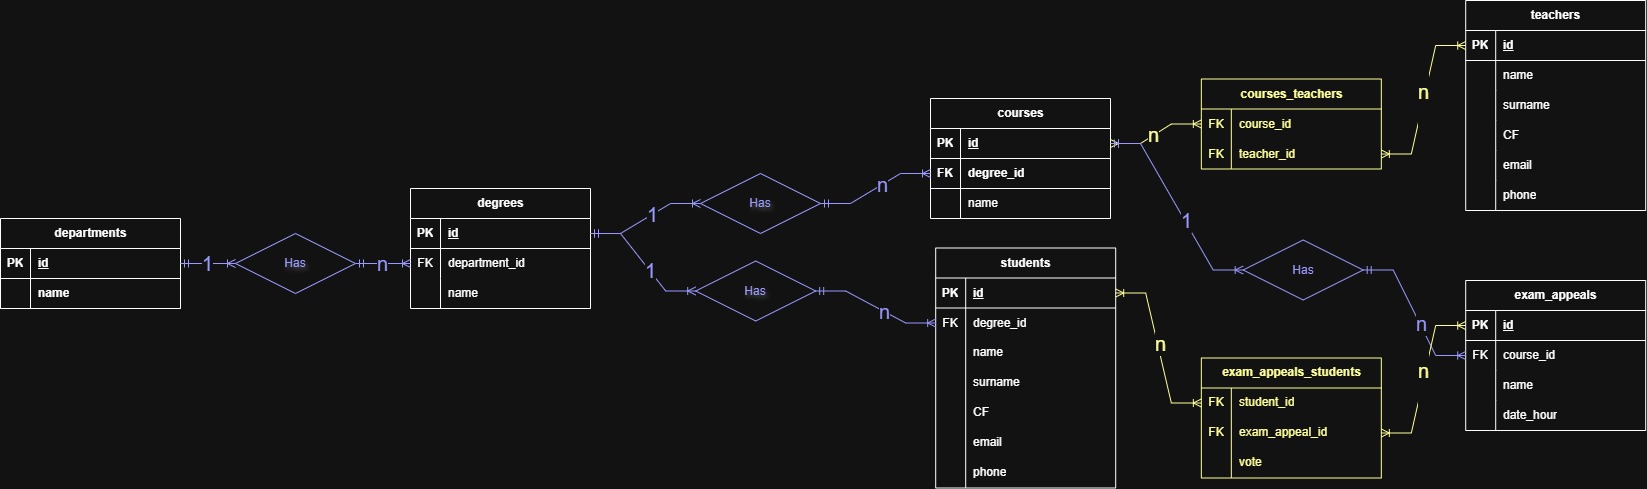 departments
PK id
name
1
Has
n
degrees
PK id
FK department_id
name
1
Has
n
1
Has
n
courses
PK id
FK degree_id
name
students
PK id
FK degree_id
name
surname
CF
email
phone
n
courses_teachers
FK course_id
FK teacher_id
n
teachers
PK id
name
surname
CF
email
phone
1
Has
n
n
exam_appeals_students
FK student_id
FK exam_appeal_id
vote
n
exam_appeals
PK id
FK course_id
name
date_hour